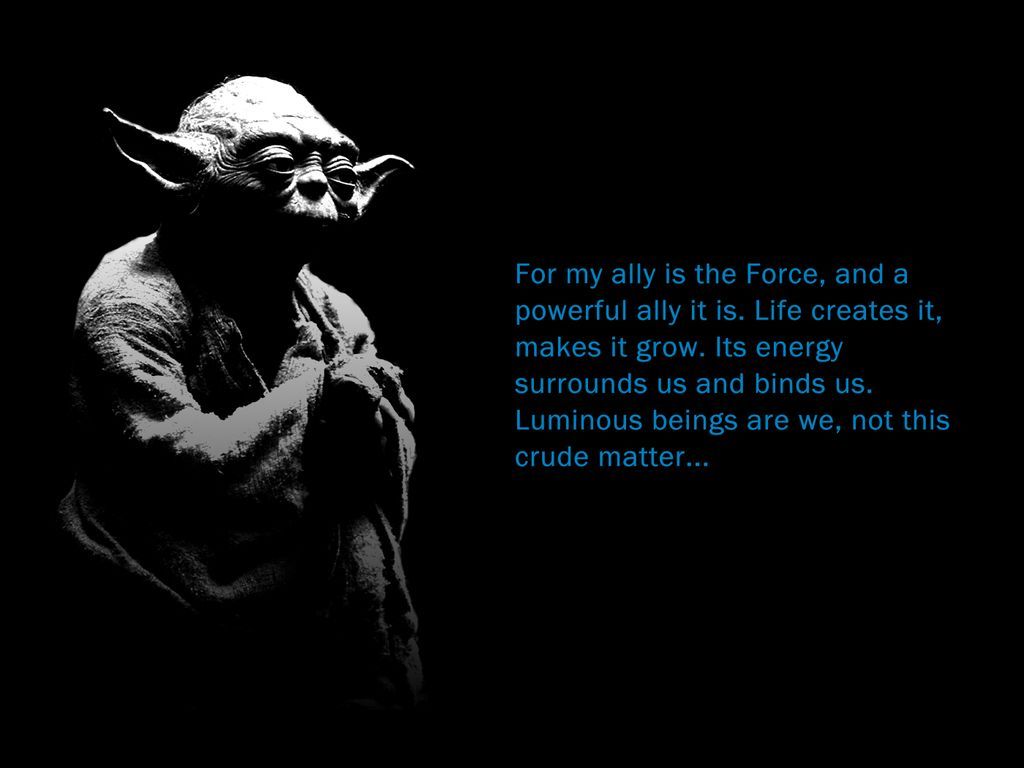 For my ally is the Force, and a
powerful ally it is. Life creates it,
makes it grow. Its energy
surrounds us and binds us.
Luminous beings are we, not this
crude matter...